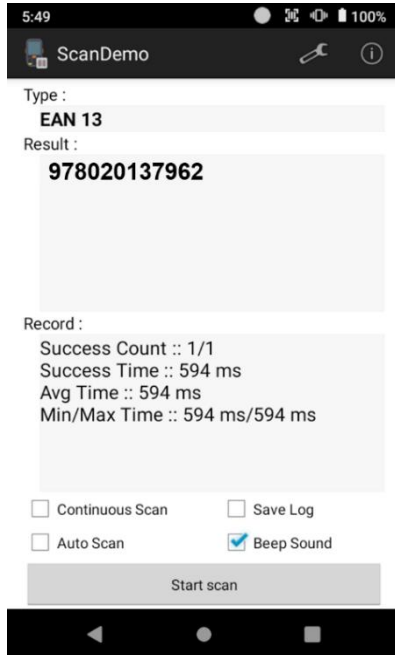 5:49
100%
ScanDemo
Type :
EAN 13
Result :
978020137962
Record :
Success Count :: 1/1
Success Time :: 594 ms
Avg Time :: 594 ms
Min/Max Time :: 594 ms/594 ms
Continuous Scan
Save Log
Auto Scan
Beep Sound
Start scan